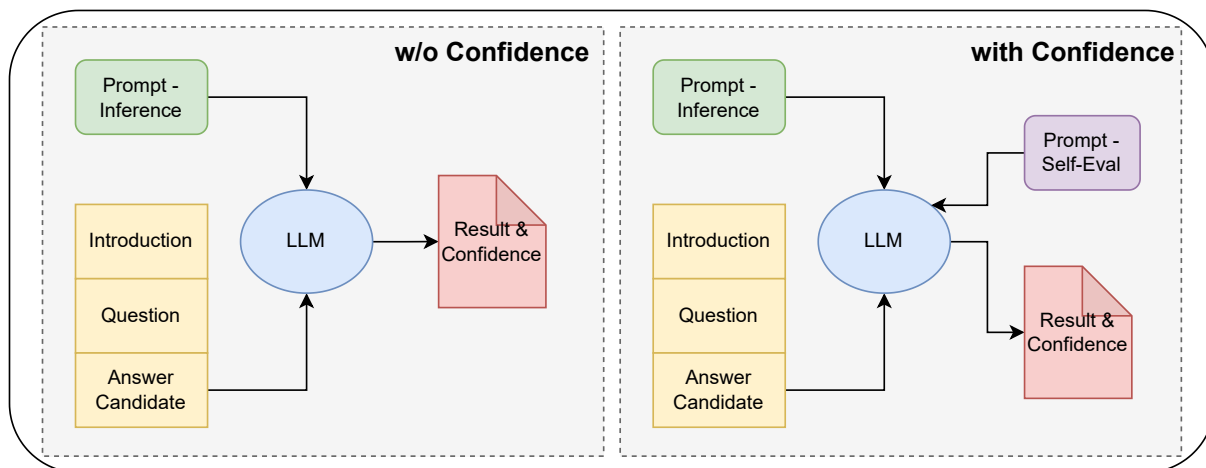 w/o Confidence
Prompt -
Inference
Introduction
Question
Answer
Candidate
LLM
Result &
Confidence
with Confidence
Prompt -
Inference
Prompt -
Self-Eval
Introduction
Question
Answer
Candidate
LLM
Result &
Confidence